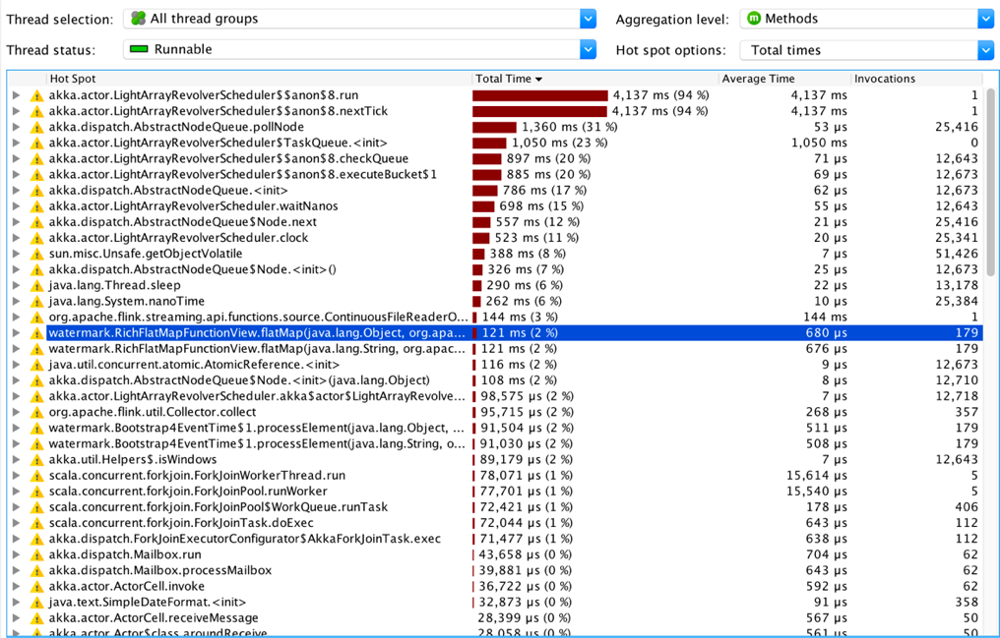 Thread selection: All thread groups Aggregation level: Methods
Thread status: Runnable Hot spot options: Total times
Hot Spot Total Time Average Time Invocations
akka.actor.LightArrayRevolverScheduler$$anon$8.run 4,137 ms (94 %) 4,137 ms 1
akka.actor.LightArrayRevolverScheduler$$anon$8.nextTick 4,137 ms (94 %) 4,137 ms 1
akka.dispatch.AbstractNodeQueue.pollNode 1,360 ms (31 %) 53 µs 25,416
akka.actor.LightArrayRevolverScheduler$TaskQueue.<init> 1,050 ms (23 %) 1,050 ms 0
akka.actor.LightArrayRevolverScheduler$$anon$8.checkQueue 897 ms (20 %) 71 µs 12,643
akka.actor.LightArrayRevolverScheduler$$anon$8.executeBucket$1 885 ms (20 %) 69 µs 12,673
akka.dispatch.AbstractNodeQueue.<init> 786 ms (17 %) 62 µs 12,673
akka.actor.LightArrayRevolverScheduler.waitNanos 698 ms (15 %) 55 µs 12,643
akka.dispatch.AbstractNodeQueue$Node.next 557 ms (12 %) 21 µs 25,416
akka.actor.LightArrayRevolverScheduler.clock 523 ms (11 %) 20 µs 25,341
sun.misc.Unsafe.getObjectVolatile 388 ms (8 %) 7 µs 51,426
akka.dispatch.AbstractNodeQueue$Node.<init>() 326 ms (7 %) 25 µs 12,673
java.lang.Thread.sleep 290 ms (6 %) 22 µs 13,178
java.lang.System.nanoTime 262 ms (6 %) 10 µs 25,384
org.apache.flink.streaming.api.functions.source.ContinuousFileReaderO... 144 ms (3 %) 144 ms 1
watermark.RichFlatMapFunctionView.flatMap(java.lang.Object, org.apa... 121 ms (2 %) 680 µs 179
watermark.RichFlatMapFunctionView.flatMap(java.lang.String, org.apac... 121 ms (2 %) 676 µs 179
java.util.concurrent.atomic.AtomicReference.<init> 116 ms (2 %) 9 µs 12,673
akka.dispatch.AbstractNodeQueue$Node.<init>(java.lang.Object) 108 ms (2 %) 8 µs 12,710
akka.actor.LightArrayRevolverScheduler.akka$actor$LightArrayRevolve... 98,575 µs (2 %) 7 µs 12,718
org.apache.flink.util.Collector.collect 95,715 µs (2 %) 268 µs 357
watermark.Bootstrap4EventTime$1.processElement(java.lang.Object, ... 91,504 µs (2 %) 511 µs 179
watermark.Bootstrap4EventTime$1.processElement(java.lang.String, o... 91,030 µs (2 %) 508 µs 179
akka.util.Helpers$.isWindows 89,179 µs (2 %) 7 µs 12,643
scala.concurrent.forkjoin.ForkJoinWorkerThread.run 78,071 µs (1 %) 15,614 µs 5
scala.concurrent.forkjoin.ForkJoinPool.runWorker 77,701 µs (1 %) 15,540 µs 5
scala.concurrent.forkjoin.ForkJoinPool$WorkQueue.runTask 72,421 µs (1 %) 178 µs 406
scala.concurrent.forkjoin.ForkJoinTask.doExec 72,044 µs (1 %) 643 µs 112
akka.dispatch.ForkJoinExecutorConfigurator$AkkaForkJoinTask.exec 71,477 µs (1 %) 638 µs 112
akka.dispatch.Mailbox.run 43,658 µs (0 %) 704 µs 62
akka.dispatch.Mailbox.processMailbox 39,881 µs (0 %) 643 µs 62
akka.actor.ActorCell.invoke 36,722 µs (0 %) 592 µs 62
java.text.SimpleDateFormat.<init> 32,873 µs (0 %) 91 µs 358
akka.actor.ActorCell.receiveMessage 28,399 µs (0 %) 567 µs 50
akka.actor.Actor$class.aroundReceive 28,058 µs (0 %) 561 µs 50